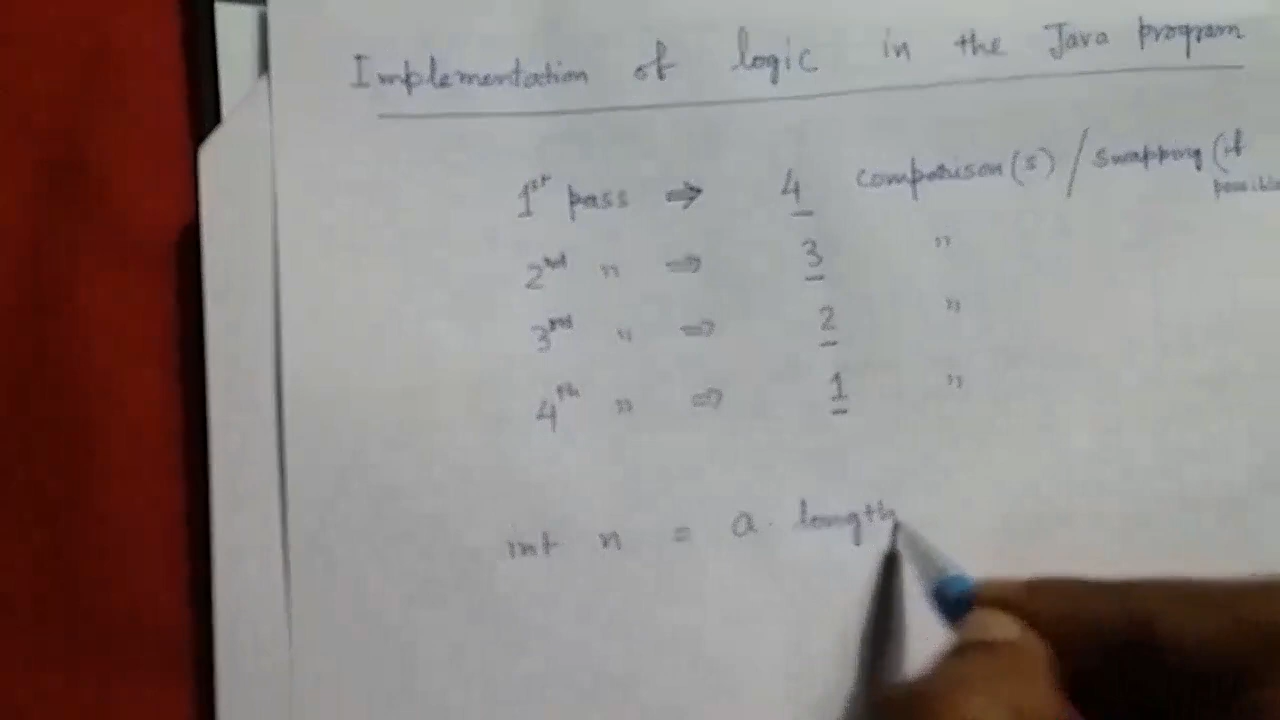 Implementation of logic in the Java program
1st pass ⇒ 4 comparison(s) / swapping (if possible
2nd " ⇒ 3 "
3rd " ⇒ 2 "
4th " ⇒ 1 "
int n = a. length